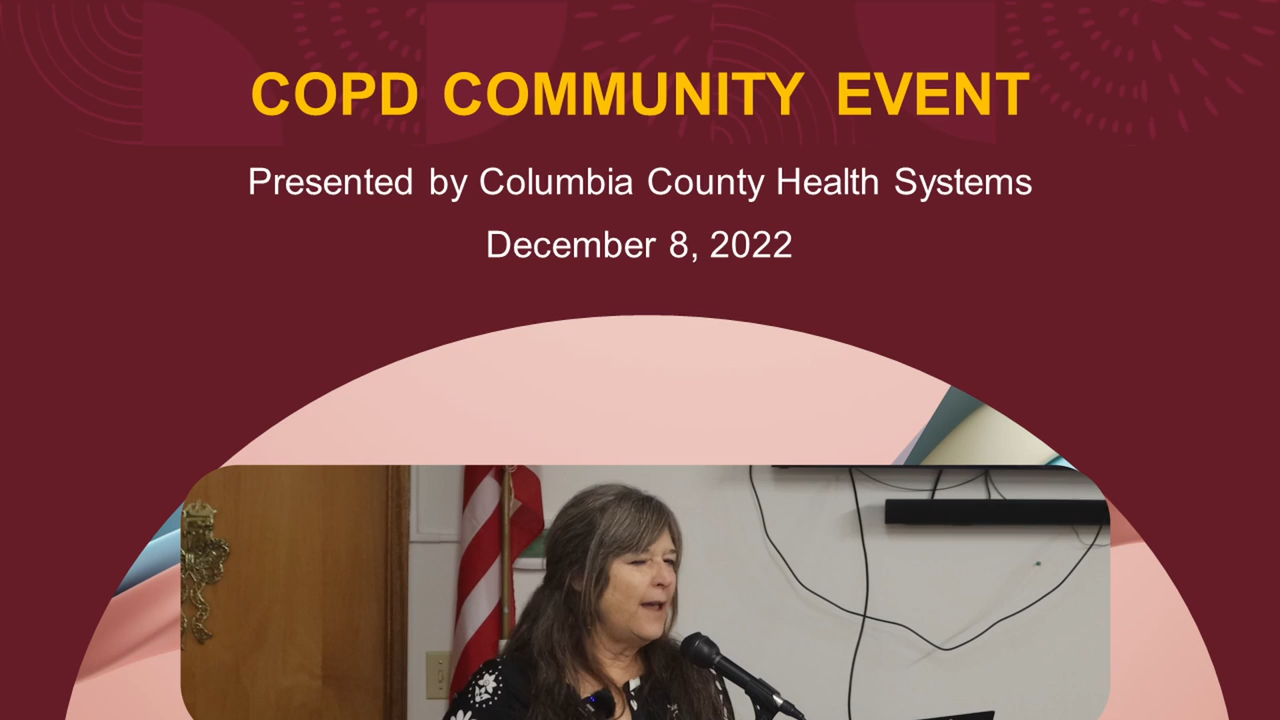 COPD COMMUNITY EVENT
Presented by Columbia County Health Systems
December 8, 2022